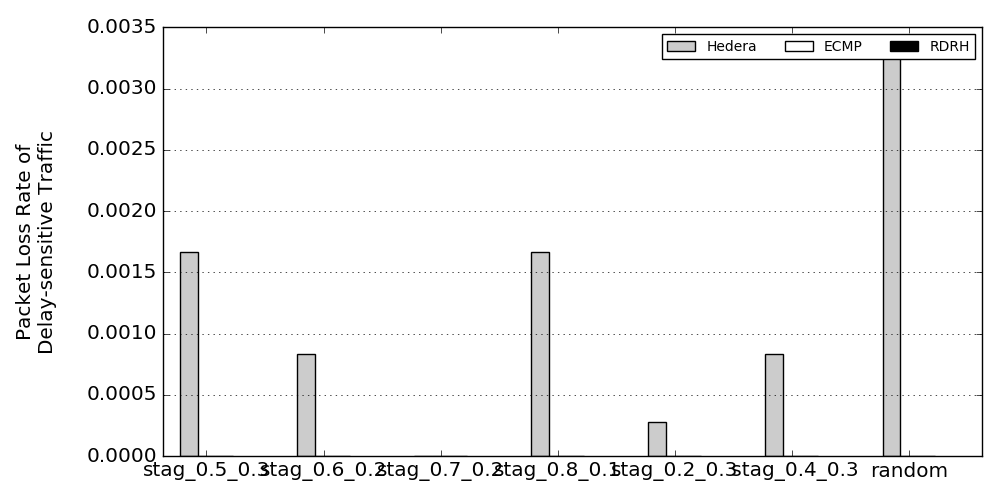 0.0035
Hedera ECMP RDRH
0.0030
0.0025
0.0020
0.0015
0.0010
0.0005
0.0000
Packet Loss Rate of
Delay-sensitive Traffic
stag_0.5_0.3 stag_0.6_0.2 stag_0.7_0.2 stag_0.8_0.1 stag_0.2_0.3 stag_0.4_0.3 random